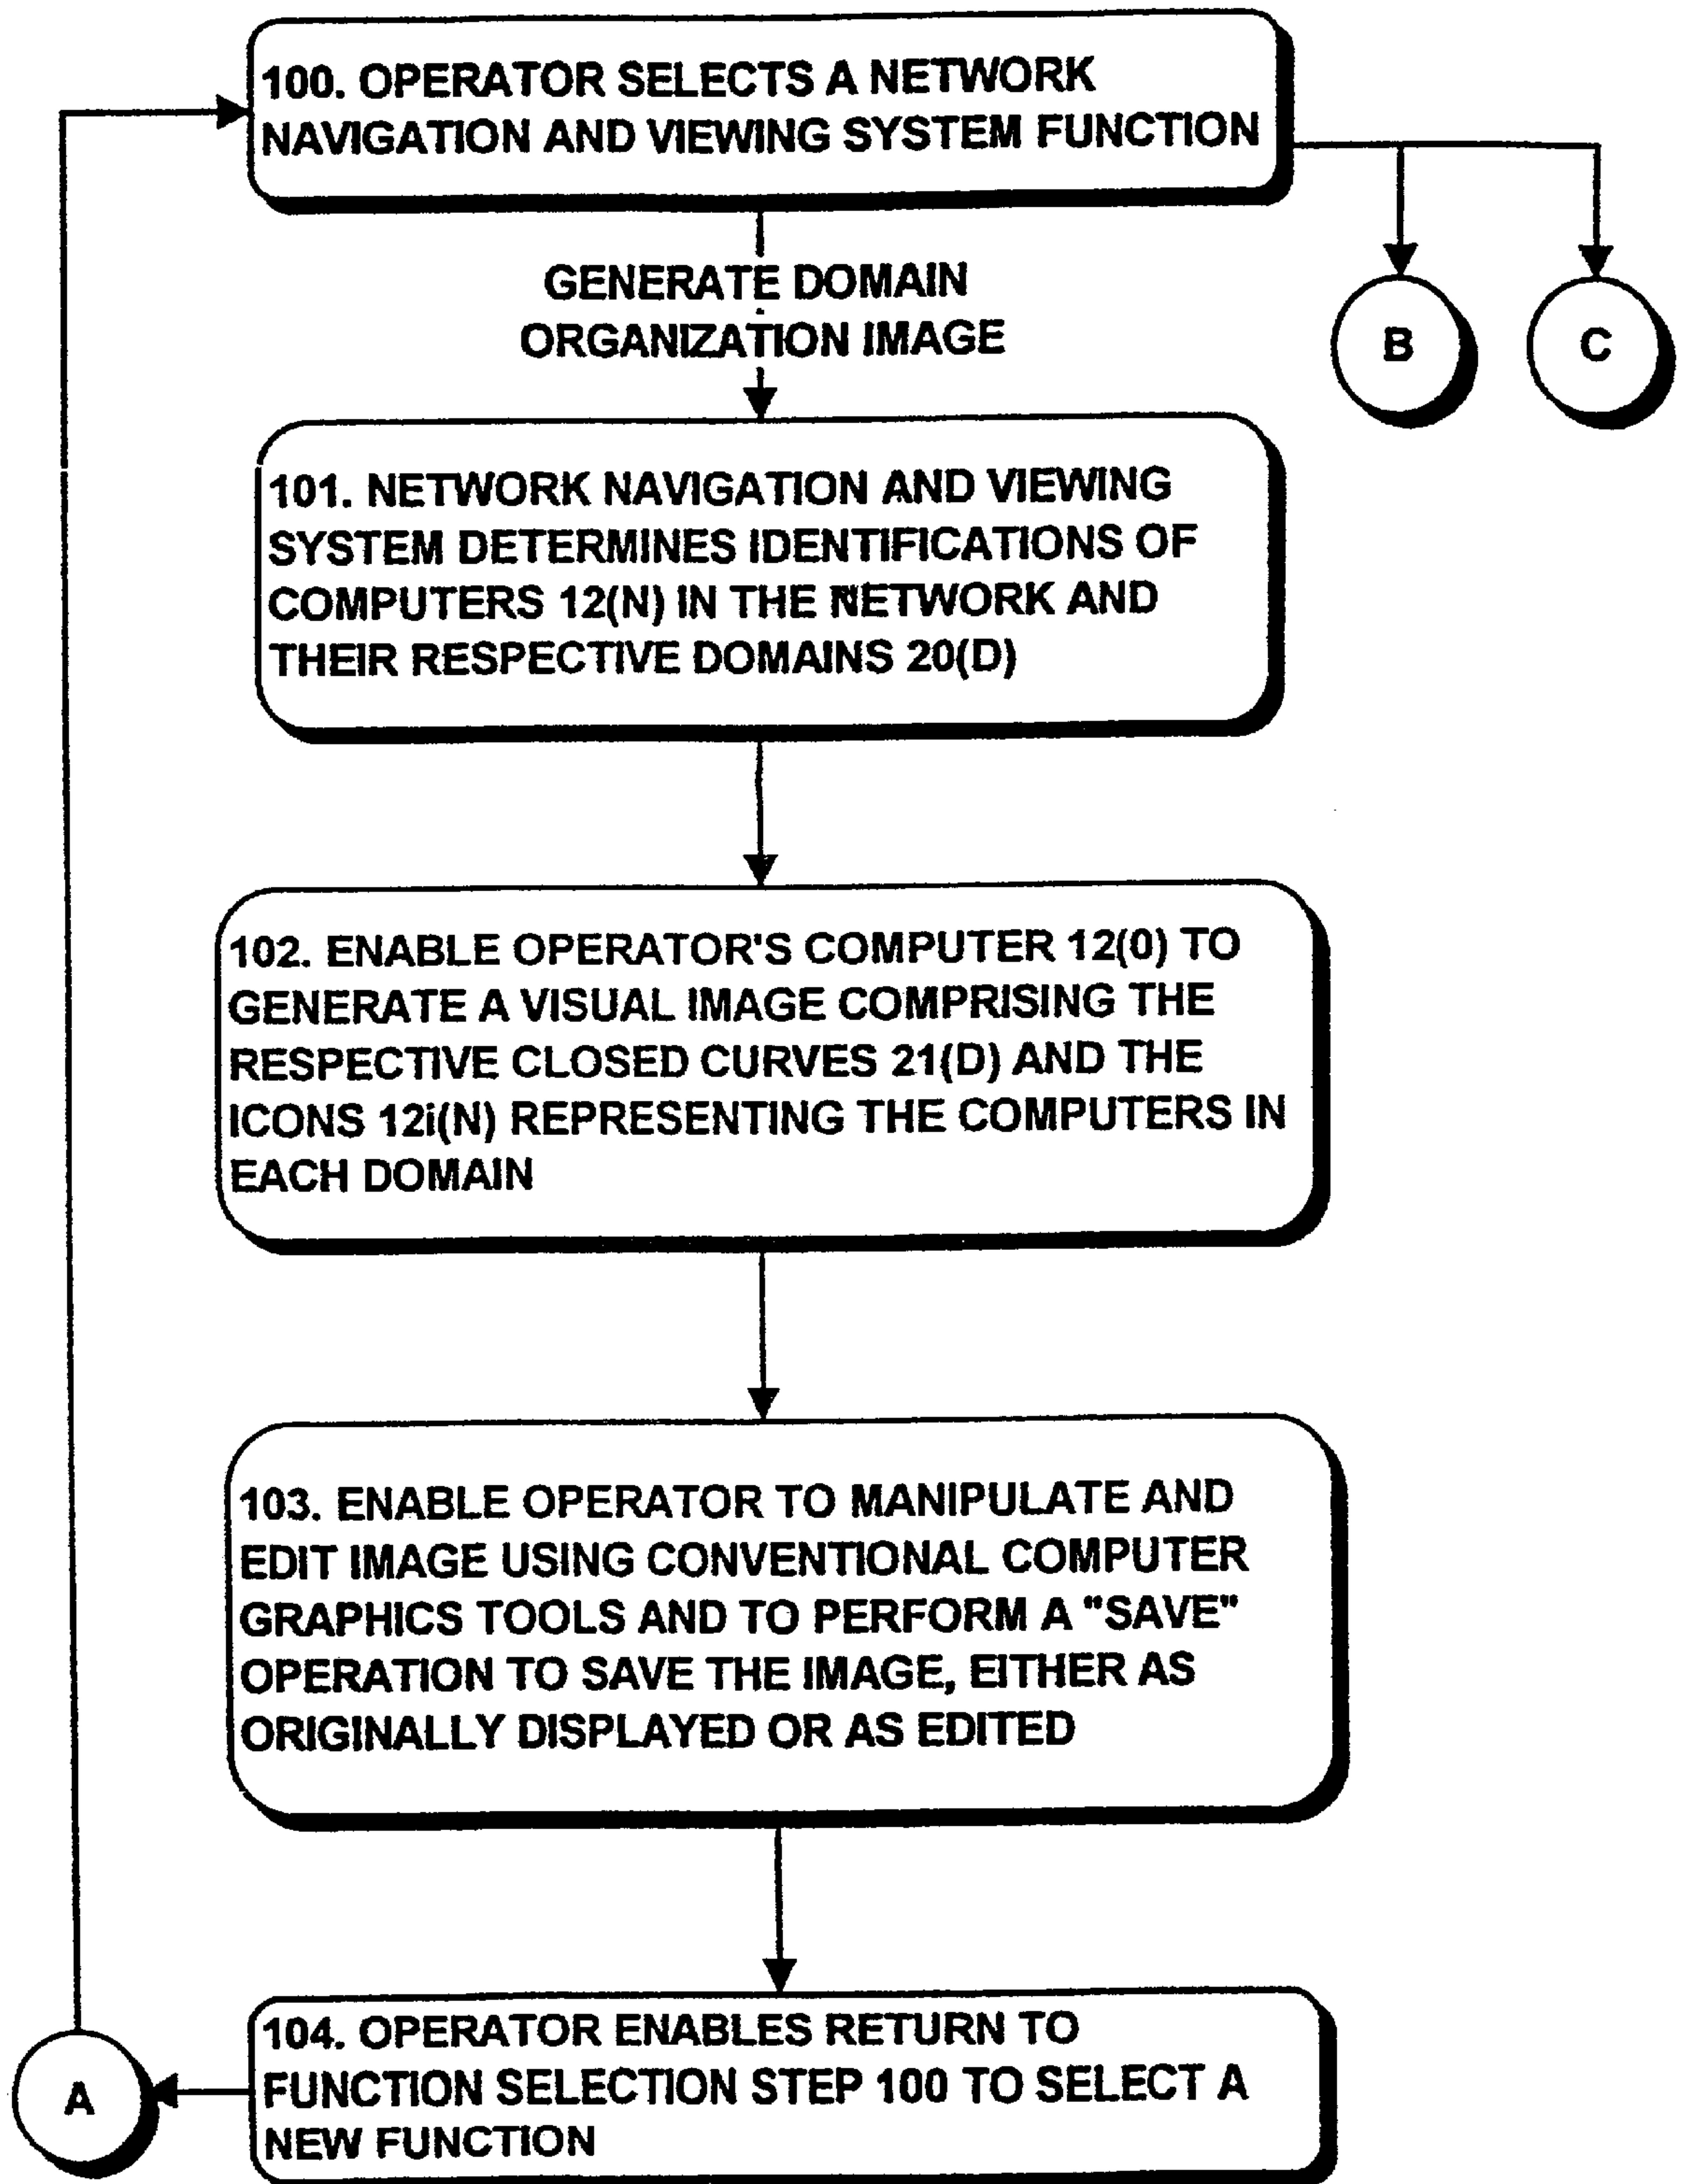 100. OPERATOR SELECTS A NETWORK
NAVIGATION AND VIEWING SYSTEM FUNCTION
GENERATE DOMAIN
ORGANIZATION IMAGE
B
C
101. NETWORK NAVIGATION AND VIEWING
SYSTEM DETERMINES IDENTIFICATIONS OF
COMPUTERS 12(N) IN THE NETWORK AND
THEIR RESPECTIVE DOMAINS 20(D)
102. ENABLE OPERATOR'S COMPUTER 12(0) TO
GENERATE A VISUAL IMAGE COMPRISING THE
RESPECTIVE CLOSED CURVES 21(D) AND THE
ICONS 12i(N) REPRESENTING THE COMPUTERS IN
EACH DOMAIN
103. ENABLE OPERATOR TO MANIPULATE AND
EDIT IMAGE USING CONVENTIONAL COMPUTER
GRAPHICS TOOLS AND TO PERFORM A "SAVE"
OPERATION TO SAVE THE IMAGE, EITHER AS
ORIGINALLY DISPLAYED OR AS EDITED
A
104. OPERATOR ENABLES RETURN TO
FUNCTION SELECTION STEP 100 TO SELECT A
NEW FUNCTION